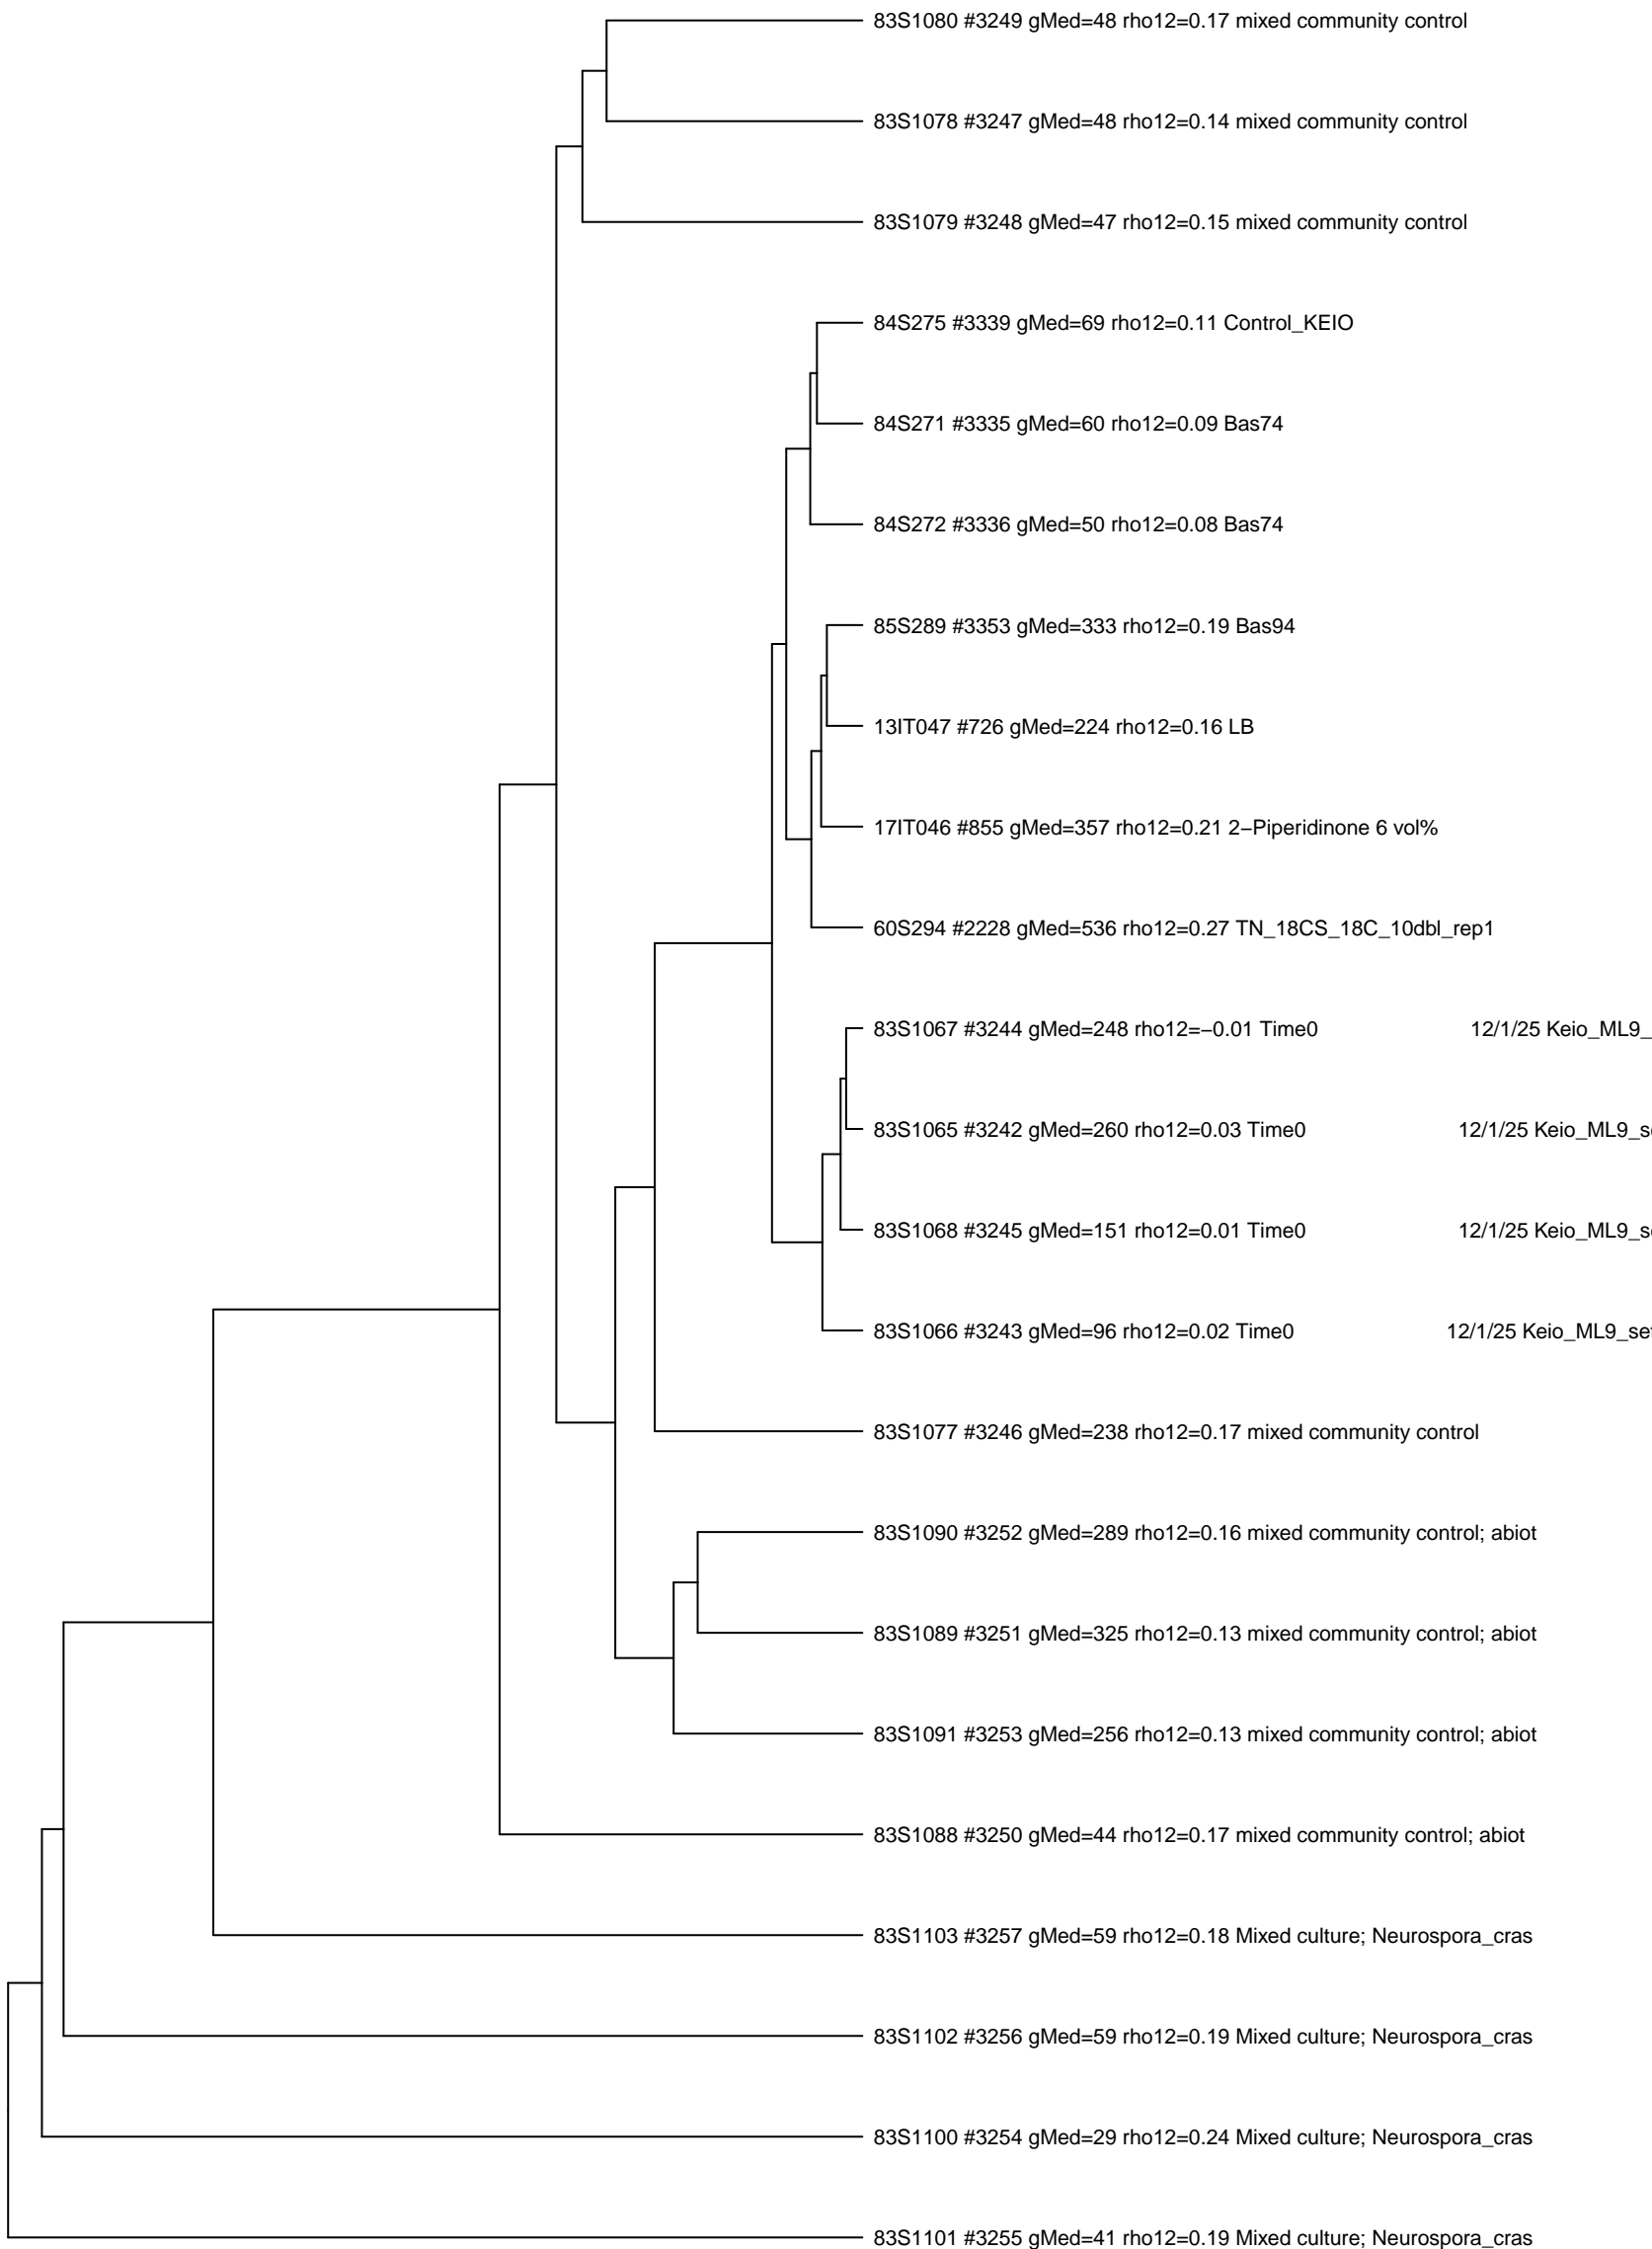 83S1080 #3249 gMed=48 rho12=0.17 mixed community control
83S1078 #3247 gMed=48 rho12=0.14 mixed community control
83S1079 #3248 gMed=47 rho12=0.15 mixed community control
84S275 #3339 gMed=69 rho12=0.11 Control_KEIO
84S271 #3335 gMed=60 rho12=0.09 Bas74
84S272 #3336 gMed=50 rho12=0.08 Bas74
85S289 #3353 gMed=333 rho12=0.19 Bas94
13IT047 #726 gMed=224 rho12=0.16 LB
17IT046 #855 gMed=357 rho12=0.21 2−Piperidinone 6 vol%
60S294 #2228 gMed=536 rho12=0.27 TN_18CS_18C_10dbl_rep1
83S1067 #3244 gMed=248 rho12=−0.01 Time0 12/1/25 Keio_ML9_
83S1065 #3242 gMed=260 rho12=0.03 Time0 12/1/25 Keio_ML9_s
83S1068 #3245 gMed=151 rho12=0.01 Time0 12/1/25 Keio_ML9_s
83S1066 #3243 gMed=96 rho12=0.02 Time0 12/1/25 Keio_ML9_se
83S1077 #3246 gMed=238 rho12=0.17 mixed community control
83S1090 #3252 gMed=289 rho12=0.16 mixed community control; abiot
83S1089 #3251 gMed=325 rho12=0.13 mixed community control; abiot
83S1091 #3253 gMed=256 rho12=0.13 mixed community control; abiot
83S1088 #3250 gMed=44 rho12=0.17 mixed community control; abiot
83S1103 #3257 gMed=59 rho12=0.18 Mixed culture; Neurospora_cras
83S1102 #3256 gMed=59 rho12=0.19 Mixed culture; Neurospora_cras
83S1100 #3254 gMed=29 rho12=0.24 Mixed culture; Neurospora_cras
83S1101 #3255 gMed=41 rho12=0.19 Mixed culture; Neurospora_cras